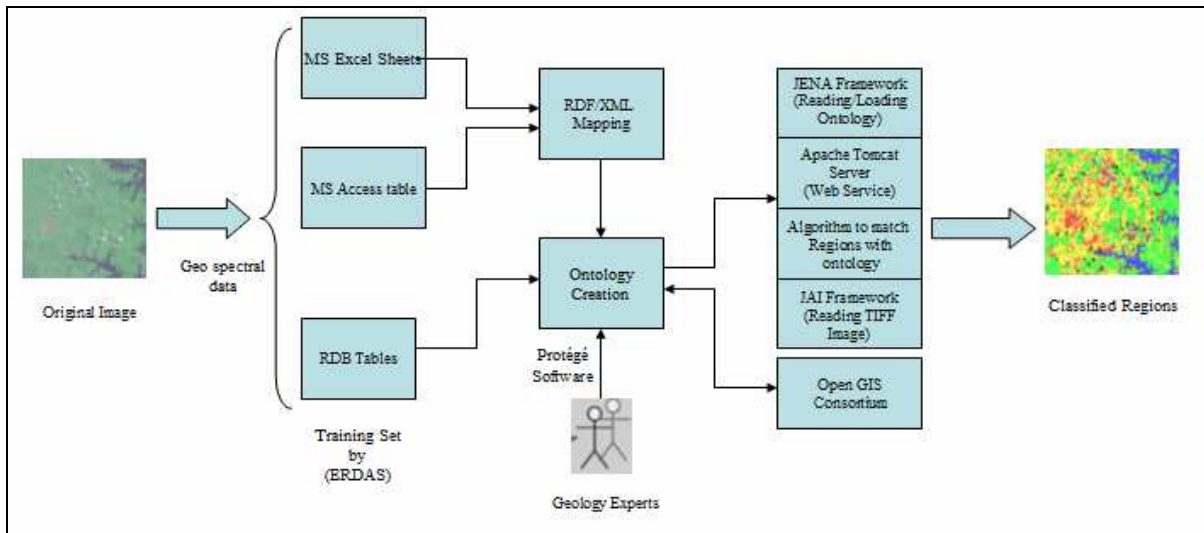 Original Image
Geo spectral
data
MS Excel Sheets
MS Access table
RDB Tables
Training Set
by
(ERDAS)
RDF/XML
Mapping
Ontology
Creation
Protégé
Software
Geology Experts
JENA Framework
(Reading/Loading
Ontology)
Apache Tomcat
Server
(Web Service)
Algorithm to match
Regions with
ontology
JAI Framework
(Reading TIFF
Image)
Open GIS
Consortium
Classified Regions